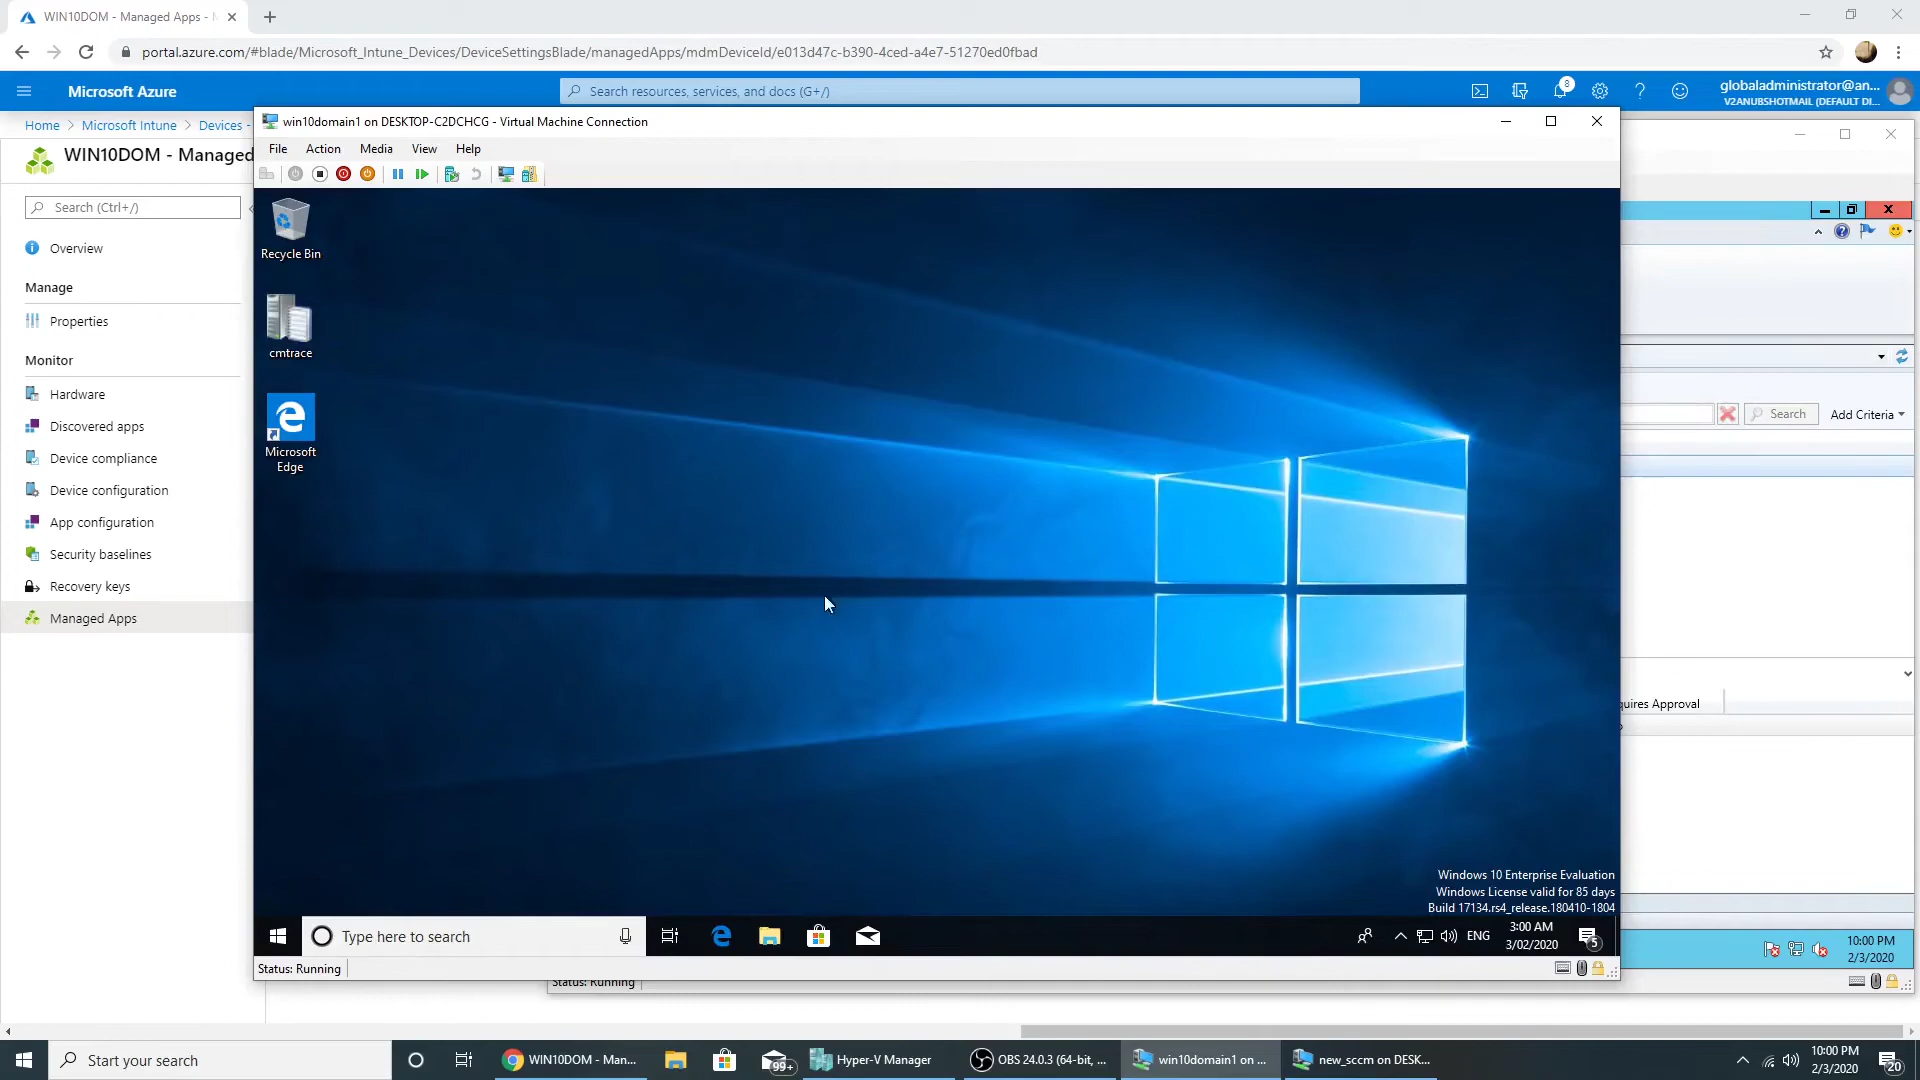 WIN10DOM - Managed Apps -
portal.azure.com/#blade/Microsoft_Intune_Devices/DeviceSettingsBlade/managedApps/mdmDeviceId/e013d47c-b390-4ced-a4e7-51270ed0fbad
Microsoft Azure
Search resources, services, and docs (G+/)
8
globaladministrator@an...
V2ANUBSHOTMAIL (DEFAULT DI...
Home > Microsoft Intune > Devices -
WIN10DOM - Managed
Search (Ctrl+/)
Overview
Manage
Properties
Monitor
Hardware
Discovered apps
Device compliance
Device configuration
App configuration
Security baselines
Recovery keys
Managed Apps
win10domain1 on DESKTOP-C2DCHCG - Virtual Machine Connection
File Action Media View Help
Recycle Bin
cmtrace
Microsoft
Edge
Windows 10 Enterprise Evaluation
Windows License valid for 85 days
Build 17134.rs4_release.180410-1804
Type here to search
ENG
3:00 AM
3/02/2020
5
Status: Running
Search
Add Criteria
uires Approval
10:00 PM
2/3/2020
Status: Running
Start your search
WIN10DOM - Man...
99+
Hyper-V Manager
OBS 24.0.3 (64-bit, ...
win10domain1 on ...
new_sccm on DESK...
10:00 PM
2/3/2020
20